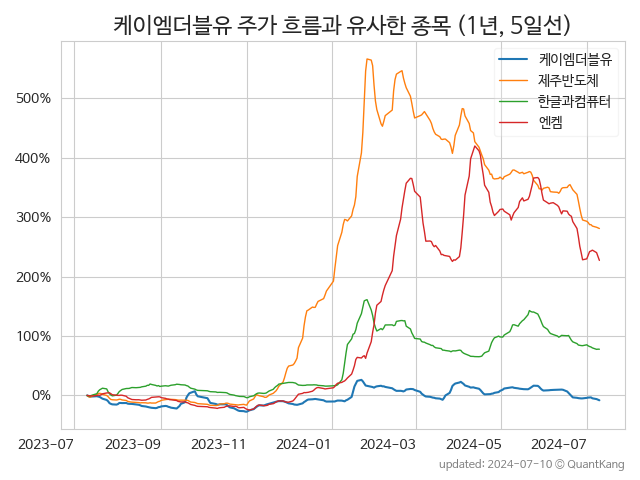 케이엠더블유 주가 흐름과 유사한 종목 (1년, 5일선)
케이엠더블유
제주반도체
한글과컴퓨터
엔켐
500%
400%
300%
200%
100%
0%
2023-07 2023-09 2023-11 2024-01 2024-03 2024-05 2024-07
updated: 2024-07-10 © QuantKang